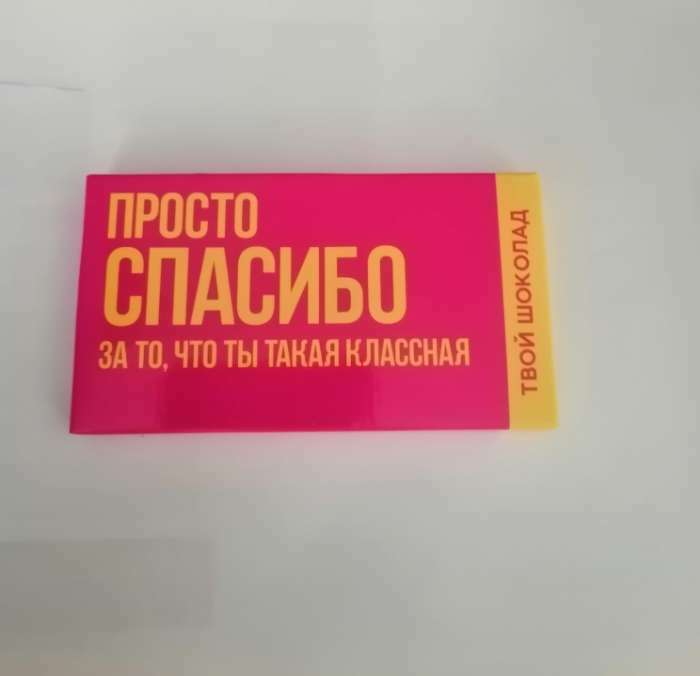 ПРОСТО
СПАСИБО
ЗА ТО, ЧТО ТЫ ТАКАЯ КЛАССНАЯ
ТВОЙ ШОКОЛАД